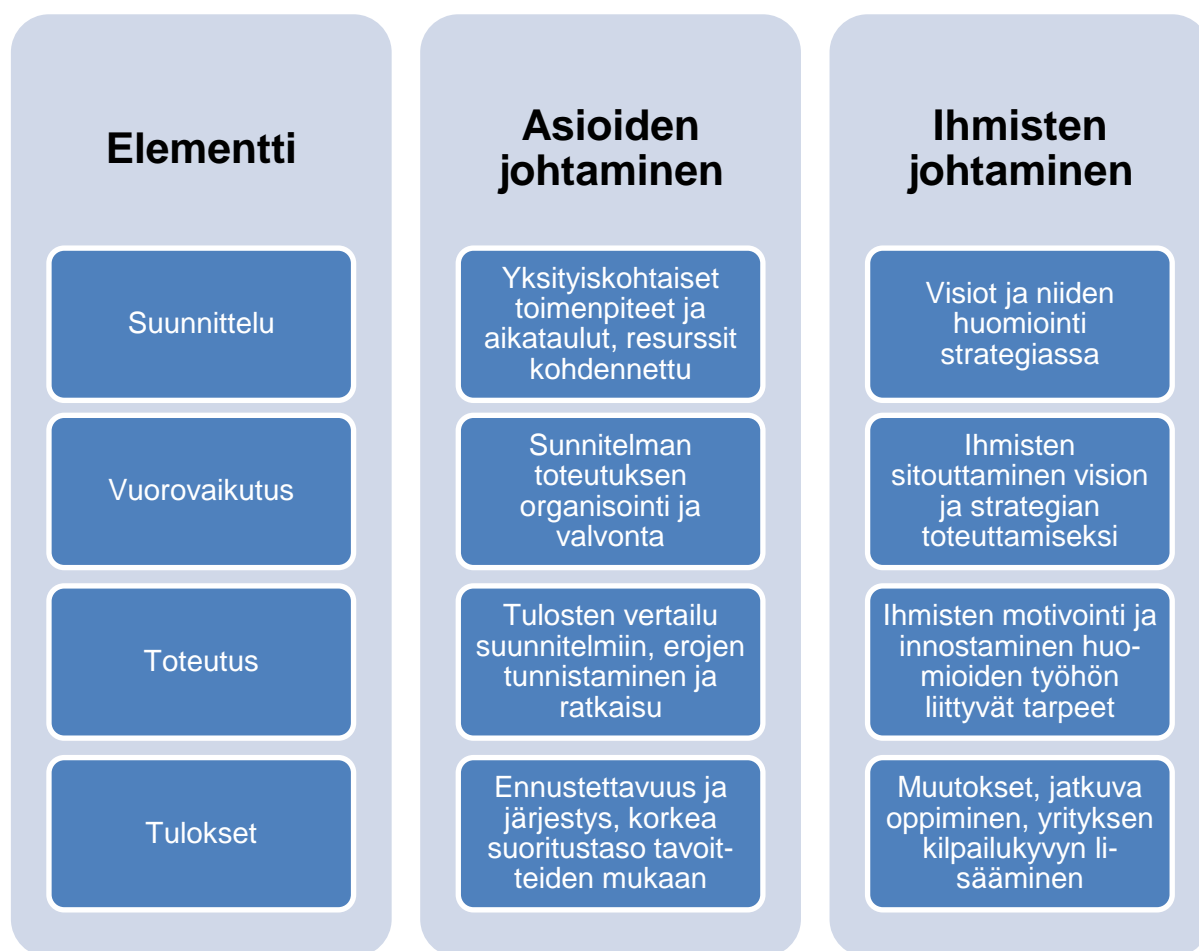 Elementti
Suunnittelu
Vuorovaikutus
Toteutus
Tulokset
Asioiden
johtaminen
Yksityiskohtaiset
toimenpiteet ja
aikataulut, resurssit
kohdennettu
Sunnitelman
toteutuksen
organisointi ja
valvonta
Tulosten vertailu
suunnitelmiin, erojen
tunnistaminen ja
ratkaisu
Ennustettavuus ja
järjestys, korkea
suoritustaso tavoit-
teiden mukaan
Ihmisten
johtaminen
Visiot ja niiden
huomiointi
strategiassa
Ihmisten
sitouttaminen vision
ja strategian
toteuttamiseksi
Ihmisten motivointi ja
innostaminen huo-
mioiden työhön
liittyvät tarpeet
Muutokset, jatkuva
oppiminen, yrityksen
kilpailukyvyn li-
sääminen